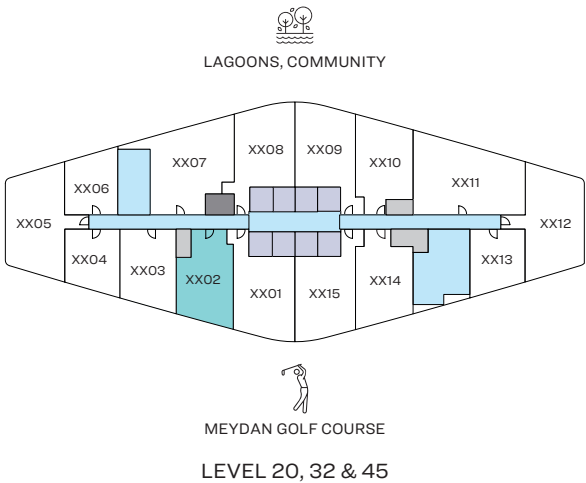 LAGOONS, COMMUNITY
XX08
XX09
XX07
XX10
XX06
XX11
XX05
XX12
XX04
XX03
XX02
XX01
XX15
XX14
XX13
MEYDAN GOLF COURSE
LEVEL 20, 32 & 45